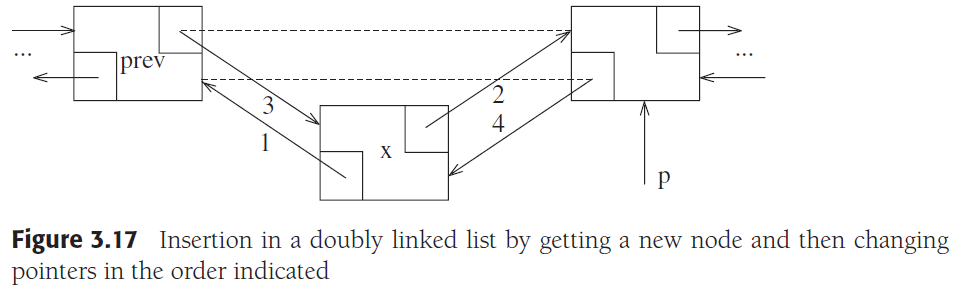 ...
prev
...
3
2
1
4
x
p
Figure 3.17 Insertion in a doubly linked list by getting a new node and then changing
pointers in the order indicated